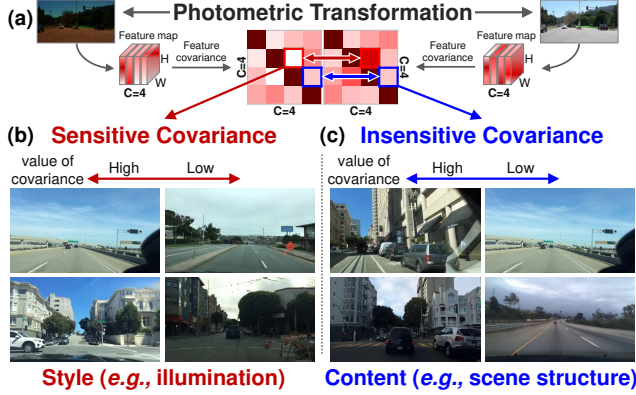 (a)
Photometric Transformation
Feature map
H
W
C=4
Feature
covariance
C=4
C=4
C=4
C=4
Feature
covariance
Feature map
H
W
C=4
(b) Sensitive Covariance
value of
covariance
High
Low
Style (e.g., illumination)
(c) Insensitive Covariance
value of
covariance
High
Low
Content (e.g., scene structure)